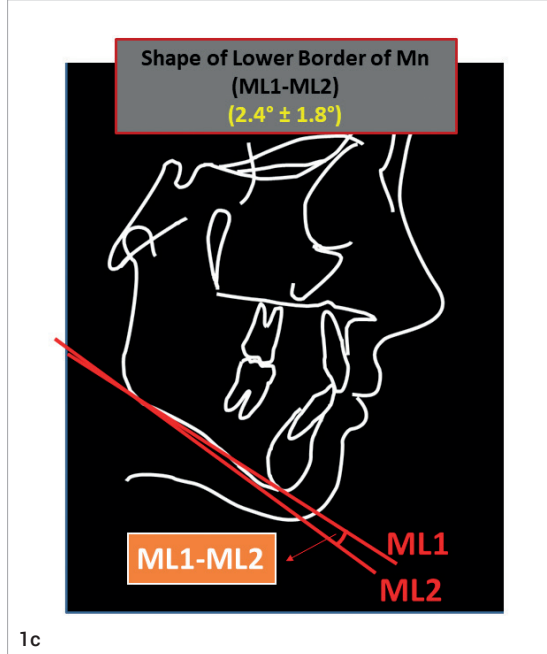 Shape of Lower Border of Mn
(ML1-ML2)
(2.4° ± 1.8°)
ML1
ML1-ML2
ML2
1c